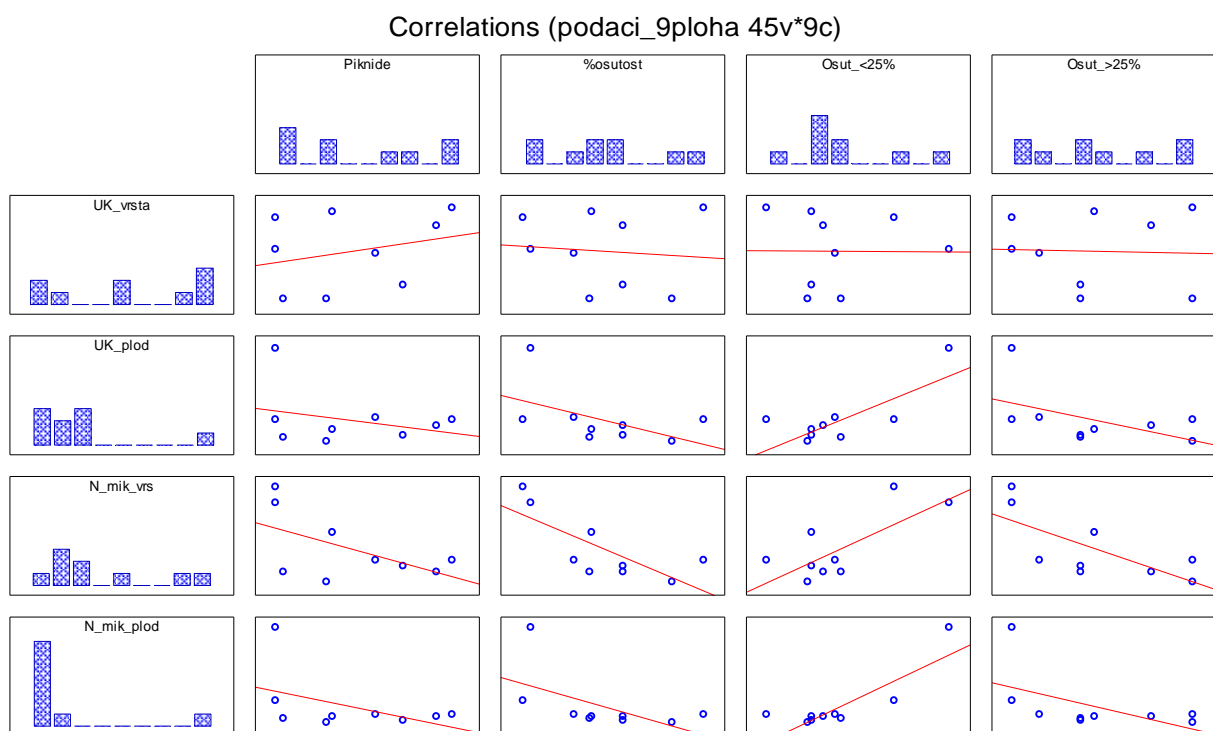 Correlations (podaci_9ploha 45v*9c)
Piknide
%osutost
Osut_<25%
Osut_>25%
UK_vrsta
UK_plod
N_mik_vrs
N_mik_plod